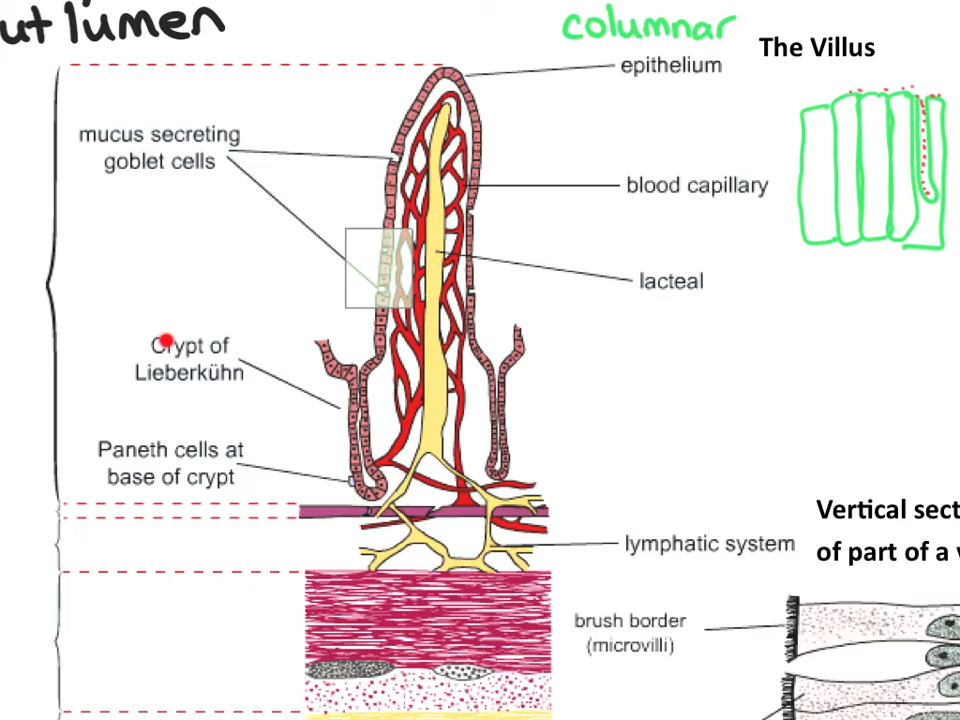 lumen
columnar
The Villus
epithelium
mucus secreting
goblet cells
blood capillary
lacteal
Crypt of
Lieberkühn
Paneth cells at
base of crypt
Vertical sect
of part of a v
lymphatic system
brush border
(microvilli)